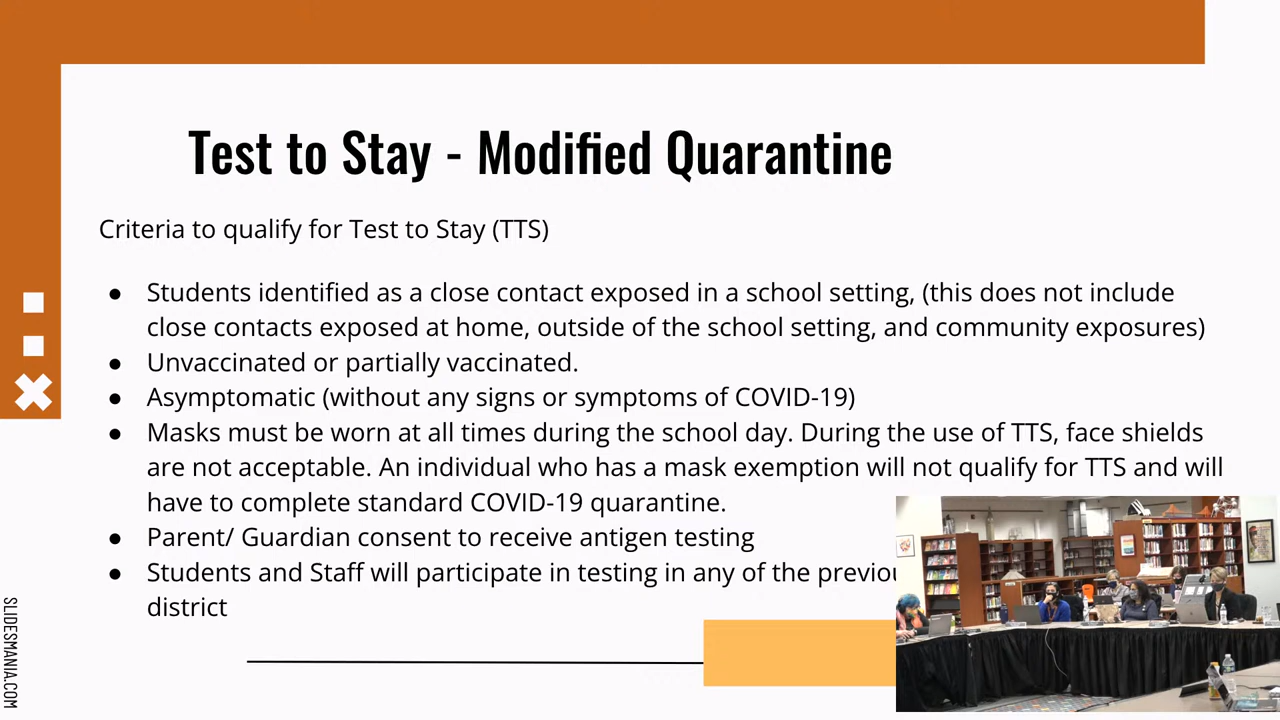 Test to Stay - Modified Quarantine
Criteria to qualify for Test to Stay (TTS)
● Students identified as a close contact exposed in a school setting, (this does not include
close contacts exposed at home, outside of the school setting, and community exposures)
● Unvaccinated or partially vaccinated.
● Asymptomatic (without any signs or symptoms of COVID-19)
● Masks must be worn at all times during the school day. During the use of TTS, face shields
are not acceptable. An individual who has a mask exemption will not qualify for TTS and will
have to complete standard COVID-19 quarantine.
● Parent/ Guardian consent to receive antigen testing
● Students and Staff will participate in testing in any of the
district
SLIDESMANIA.COM